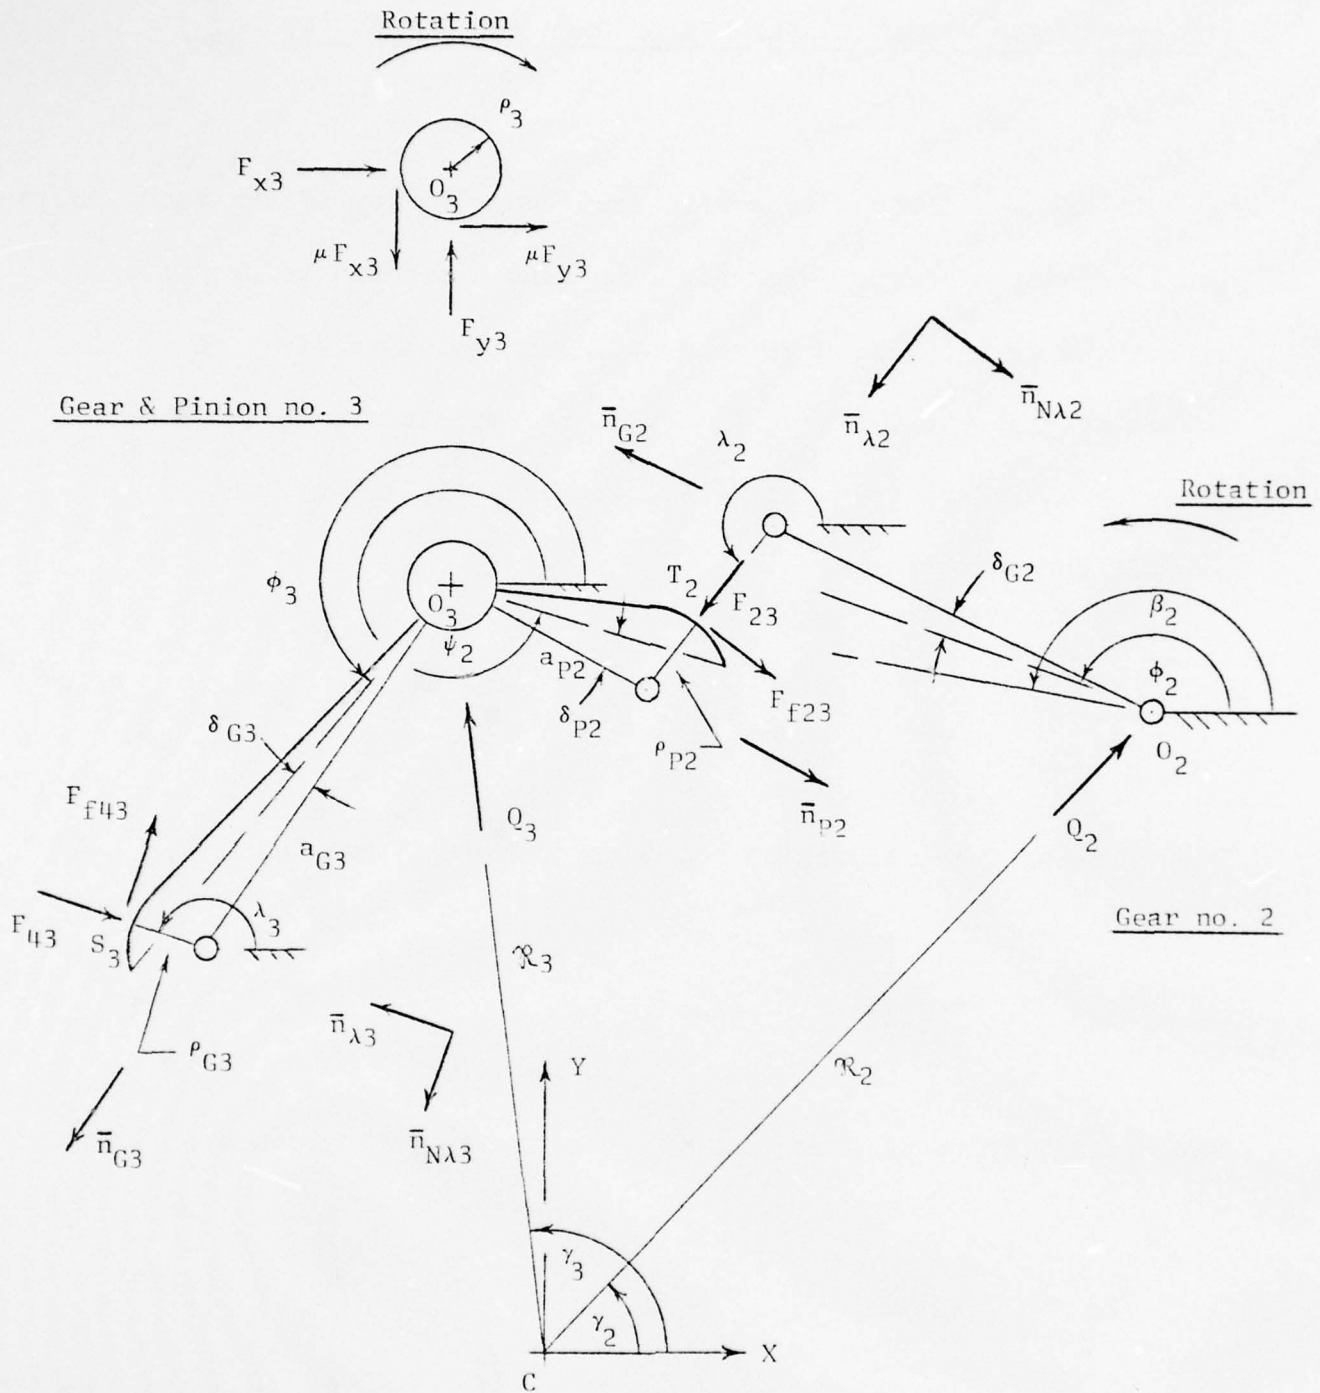 Rotation
ρ3
Fx3
O3
μFx3
μFy3
Fy3
Gear & Pinion no. 3
n̄G2
λ2
n̄λ2
n̄Nλ2
Rotation
ϕ3
O3
T2
F23
δG2
β2
ψ2
aP2
ϕ2
δG3
δP2
Ff23
ρP2
O2
Ff43
Q3
n̄P2
Q2
aG3
F43
S3
λ3
Gear no. 2
ℛ3
n̄λ3
ρG3
Y
ℛ2
n̄G3
n̄Nλ3
γ3
γ2
X
C